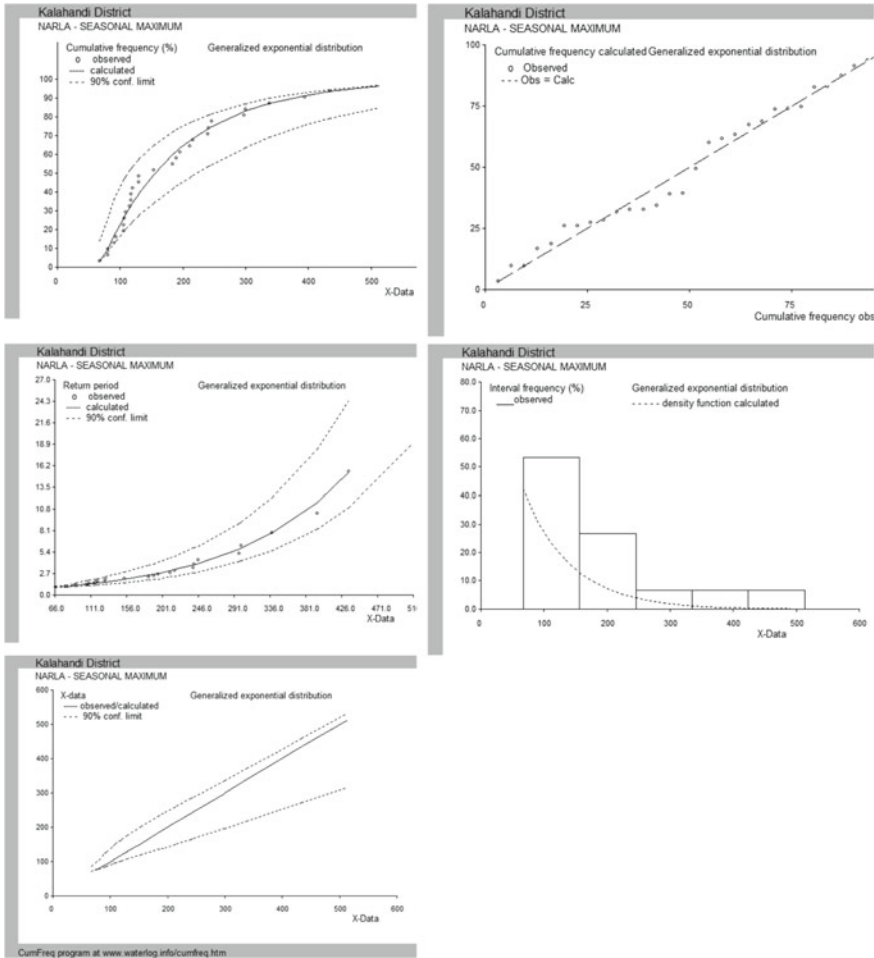 Kalahandi District
NARLA - SEASONAL MAXIMUM
Cumulative frequency (%)
Generalized exponential distribution
observed
calculated
90% conf. limit
100
90
80
70
60
50
40
30
20
10
0
0 100 200 300 400 500
X-Data
Kalahandi District
NARLA - SEASONAL MAXIMUM
100
Cumulative frequency calculated Generalized exponential distribution
Observed
Obs = Calc
75
50
25
0
0 25 50 75
Cumulative frequency obs
Kalahandi District
NARLA - SEASONAL MAXIMUM
27.0
Return period
Generalized exponential distribution
observed
calculated
90% conf. limit
24.3
21.6
18.9
16.2
13.5
10.8
8.1
5.4
2.7
0.0
66.0 111.0 156.0 201.0 246.0 291.0 336.0 381.0 426.0 471.0 51
X-Data
Kalahandi District
NARLA - SEASONAL MAXIMUM
80.0
Interval frequency (%)
Generalized exponential distribution
observed
density function calculated
70.0
60.0
50.0
40.0
30.0
20.0
10.0
0.0
0 100 200 300 400 500 600
X-Data
Kalahandi District
NARLA - SEASONAL MAXIMUM
600
X-data
Generalized exponential distribution
observed/calculated
90% conf. limit
500
400
300
200
100
0
0 100 200 300 400 500 600
X-Data
CumFreq program at www.waterlog.info/cumfreq.htm